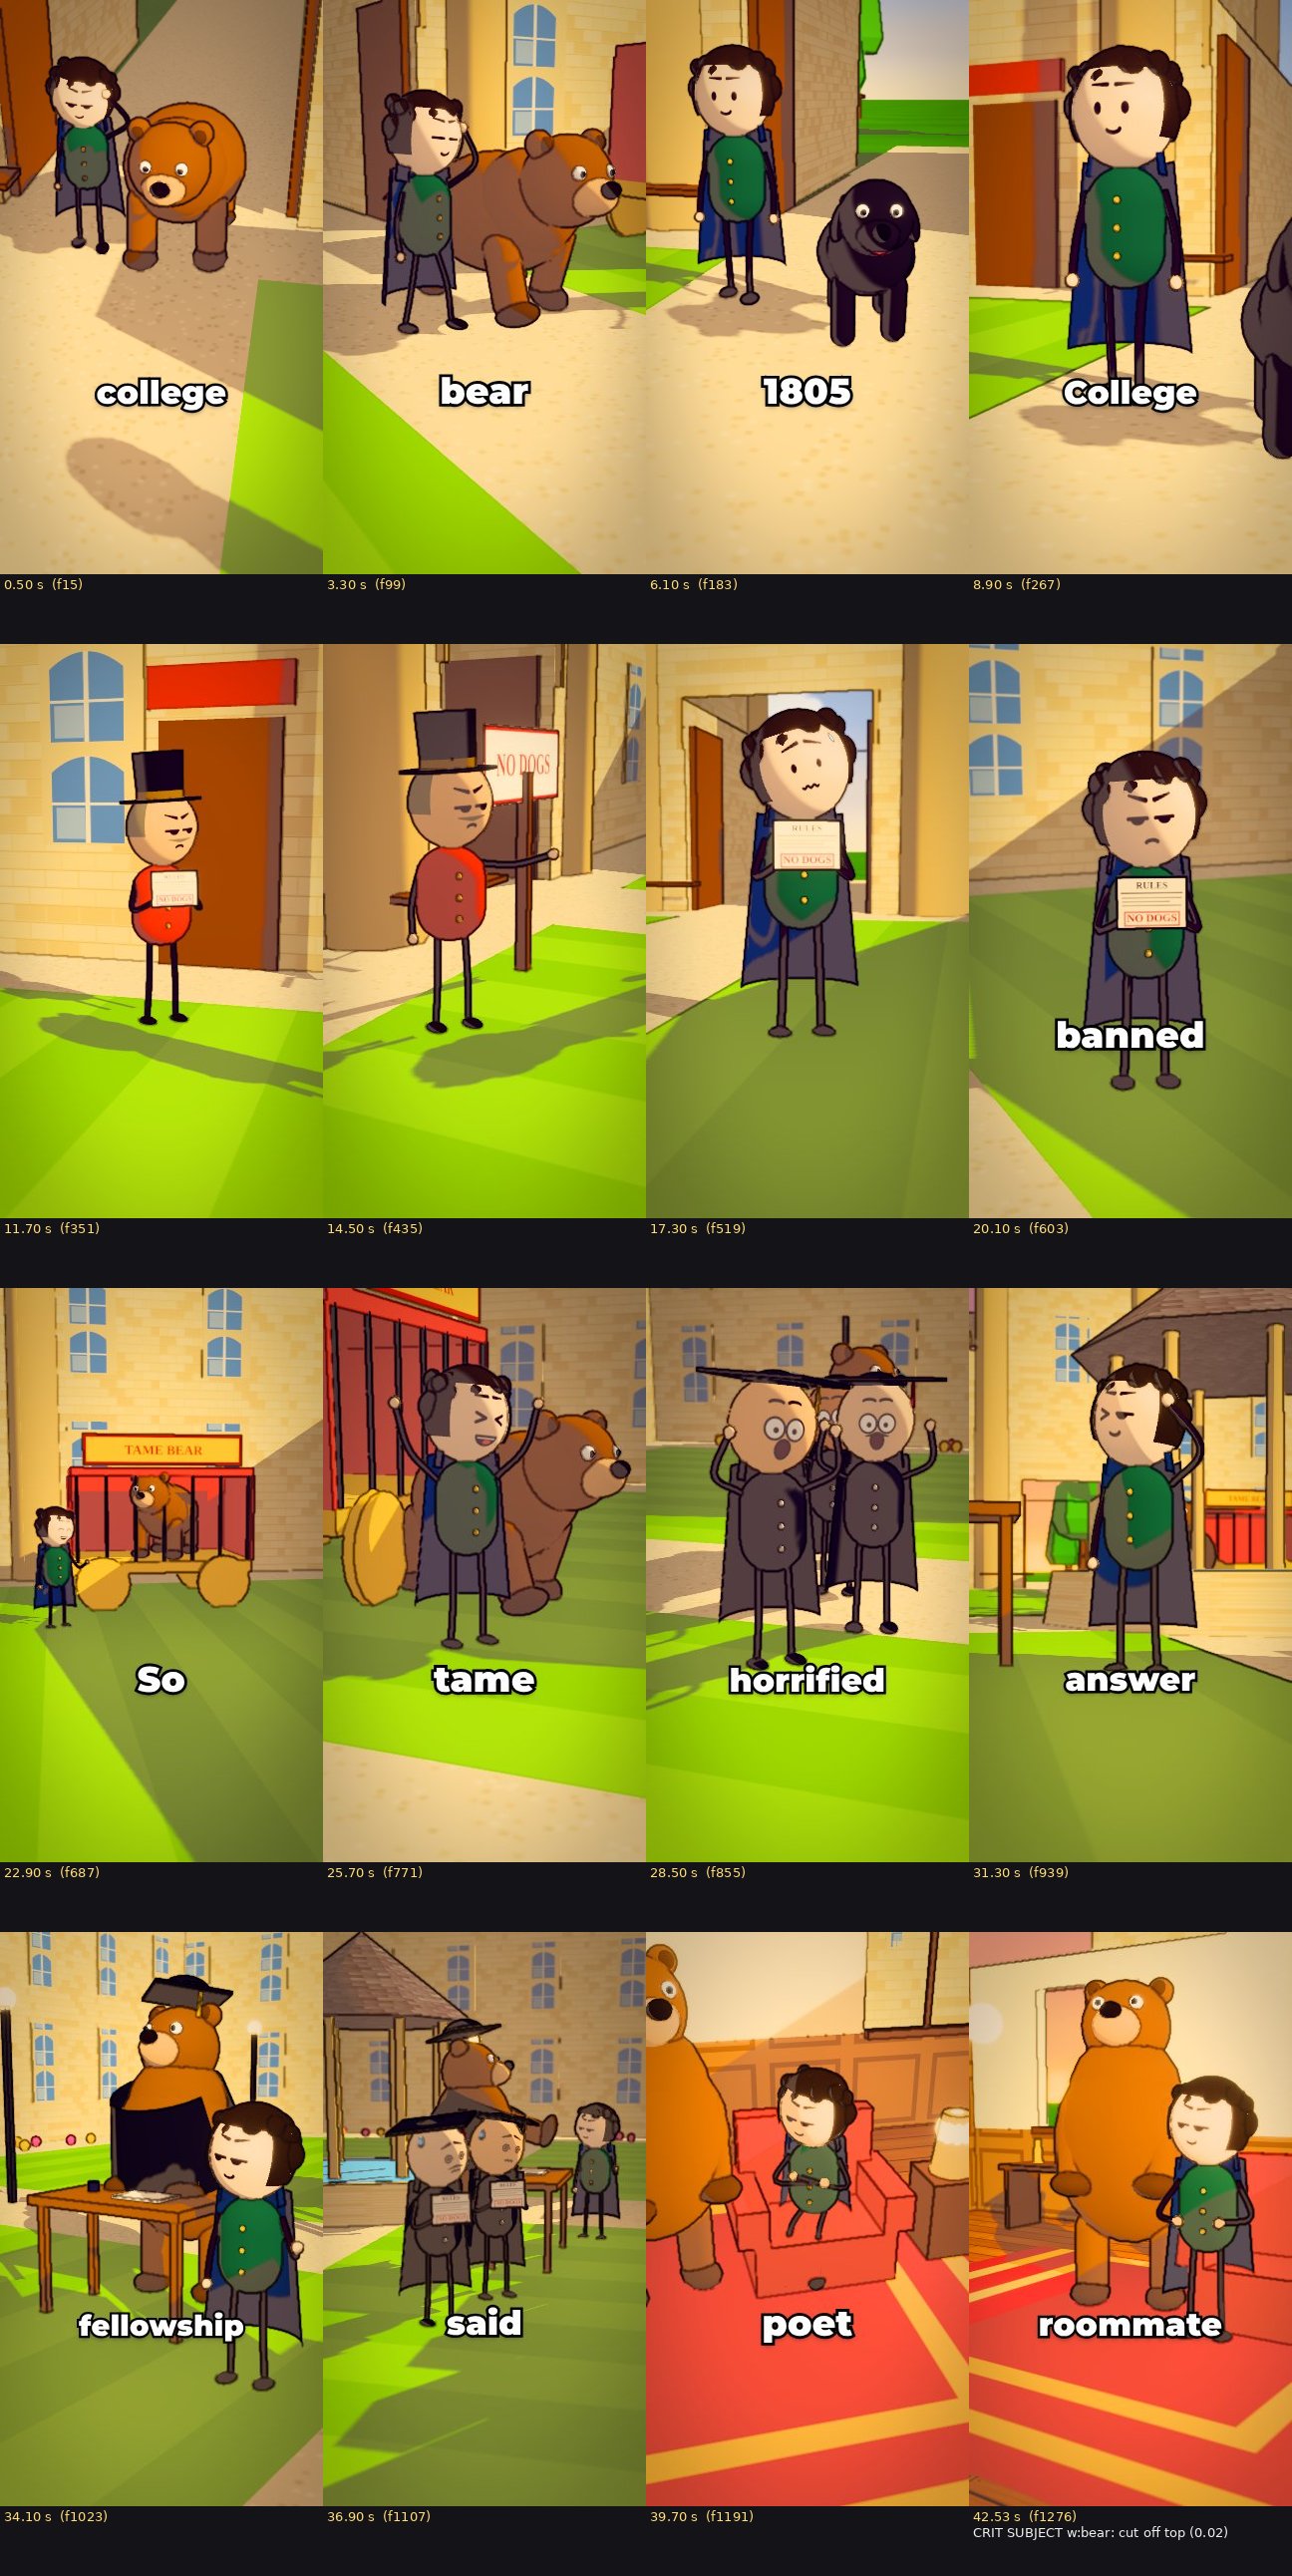 college
bear
1805
College
0.50 s (f15)
3.30 s (f99)
6.10 s (f183)
8.90 s (f267)
NO DOGS
NO DOGS
RULES
NO DOGS
RULES
NO DOGS
banned
11.70 s (f351)
14.50 s (f435)
17.30 s (f519)
20.10 s (f603)
TAME BEAR
So
tame
horrified
answer
22.90 s (f687)
25.70 s (f771)
28.50 s (f855)
31.30 s (f939)
fellowship
said
poet
roommate
34.10 s (f1023)
36.90 s (f1107)
39.70 s (f1191)
42.53 s (f1276)
CRIT SUBJECT w:bear: cut off top (0.02)